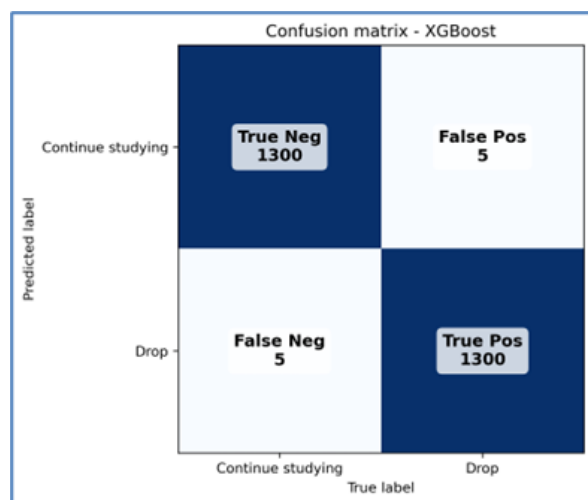 Confusion matrix - XGBoost
Continue studying
True Neg
1300
False Pos
5
Predicted label
Drop
False Neg
5
True Pos
1300
Continue studying
Drop
True label